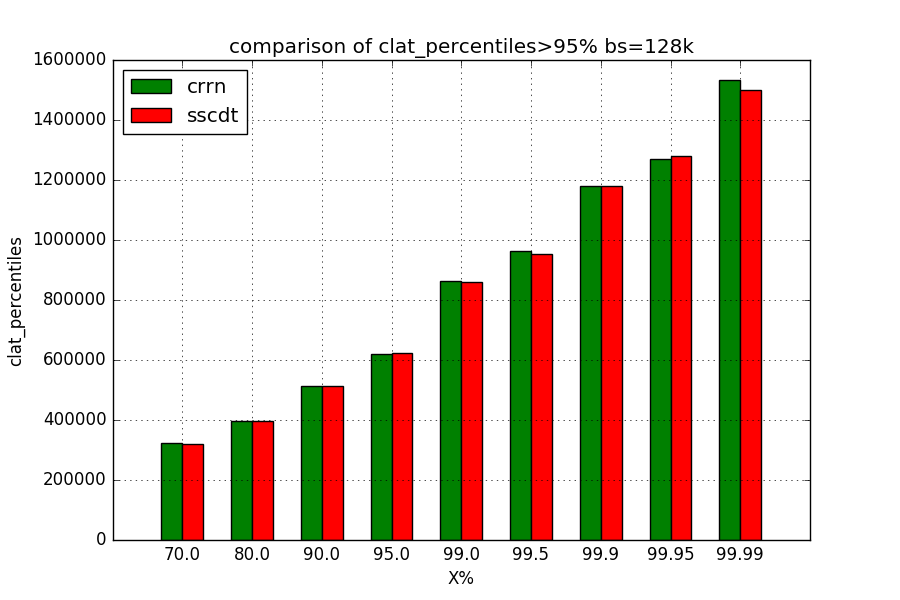 comparison of clat_percentiles>95% bs=128k
crrn
sscdt
1600000
1400000
1200000
1000000
800000
600000
400000
200000
0
clat_percentiles
70.0 80.0 90.0 95.0 99.0 99.5 99.9 99.95 99.99
X%